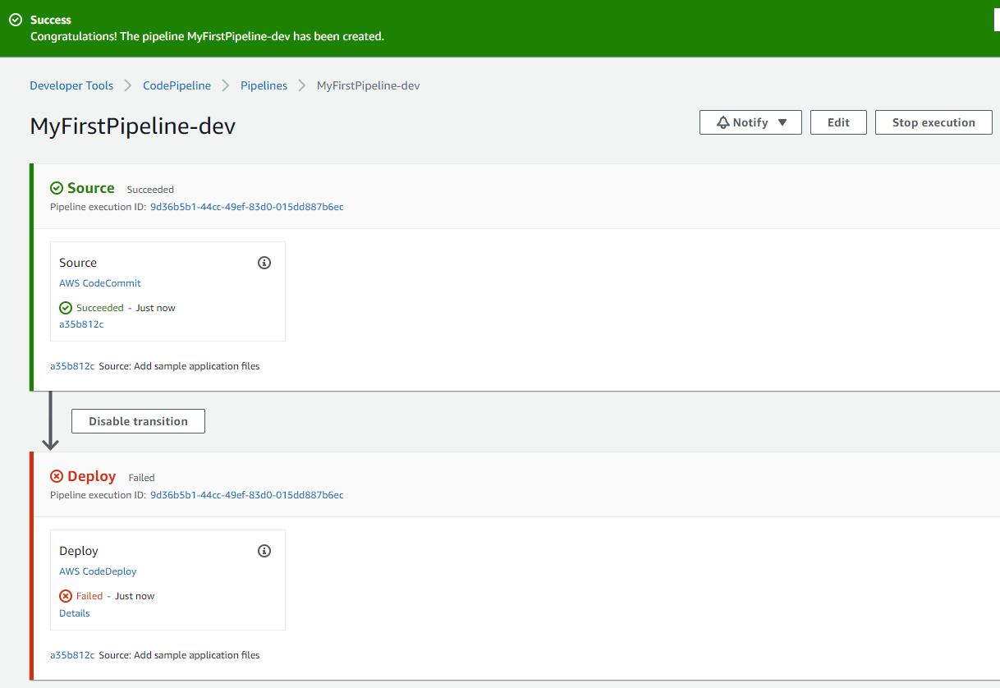 Success
Congratulations! The pipeline MyFirstPipeline-dev has been created.
Developer Tools
CodePipeline
Pipelines
MyFirstPipeline-dev
MyFirstPipeline-dev
Notify
Edit
Stop execution
Source Succeeded
Pipeline execution ID: 9d36b5b1-44cc-49ef-83d0-015dd887b6ec
Source
AWS CodeCommit
Succeeded - Just now
a35b812c
a35b812c Source: Add sample application files
Disable transition
Deploy Failed
Pipeline execution ID: 9d36b5b1-44cc-49ef-83d0-015dd887b6ec
Deploy
AWS CodeDeploy
Failed - Just now
Details
a35b812c Source: Add sample application files